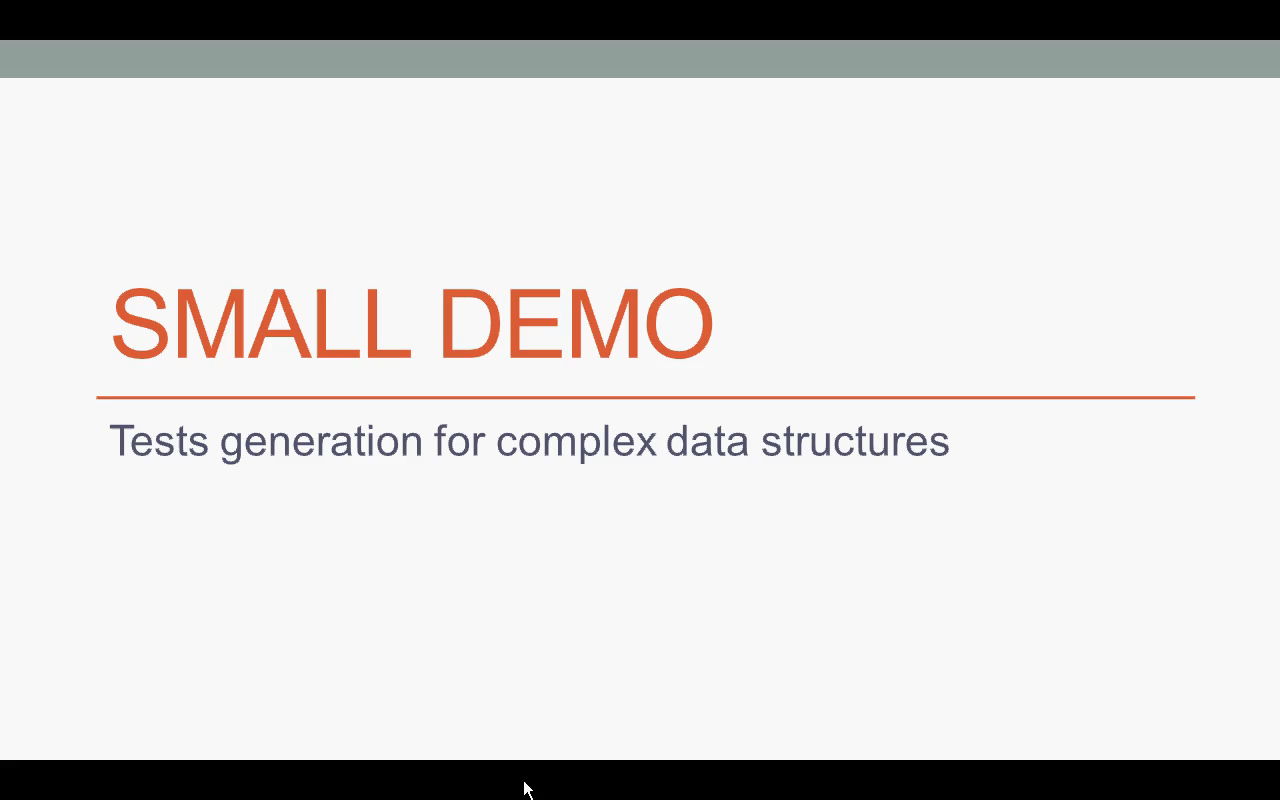 SMALL DEMO
Tests generation for complex data structures